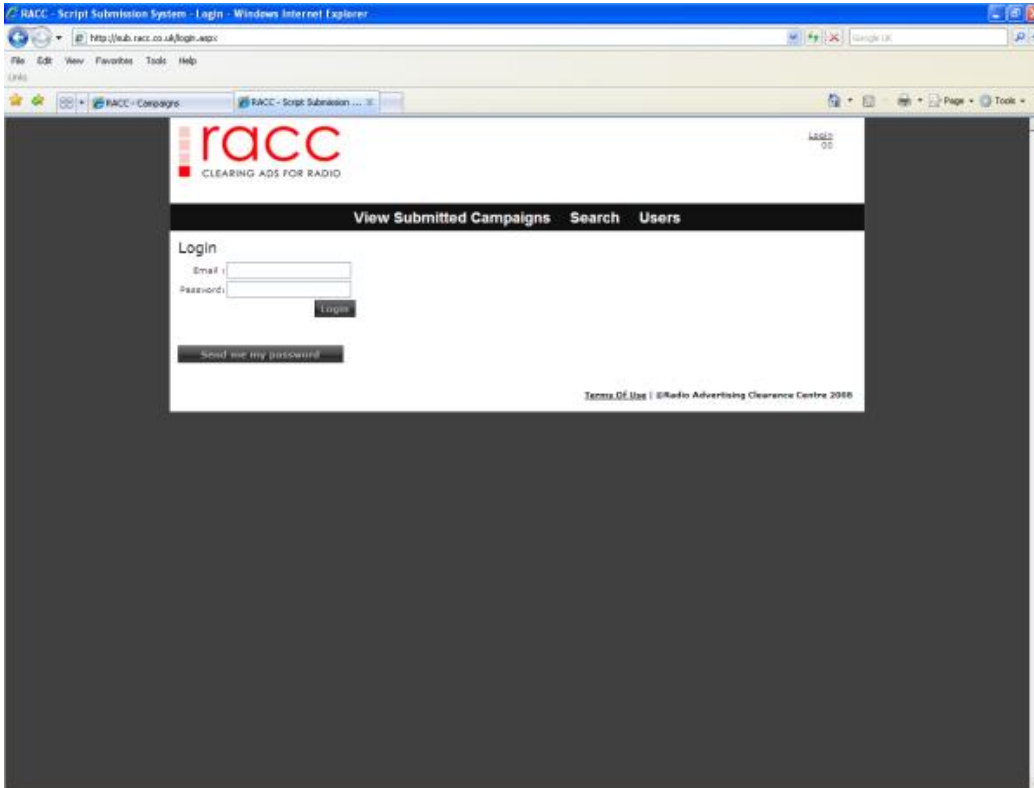 RACC - Script Submission System - Login - Windows Internet Explorer
http://sub.racc.co.uk/login.aspx
Google UK
File Edit View Favorites Tools Help
Links
RACC - Campaigns RACC - Script Submission ... Page Tools
racc
CLEARING ADS FOR RADIO
Login
View Submitted Campaigns Search Users
Login
Email :
Password:
Login
Send me my password
Terms Of Use | ©Radio Advertising Clearance Centre 2008